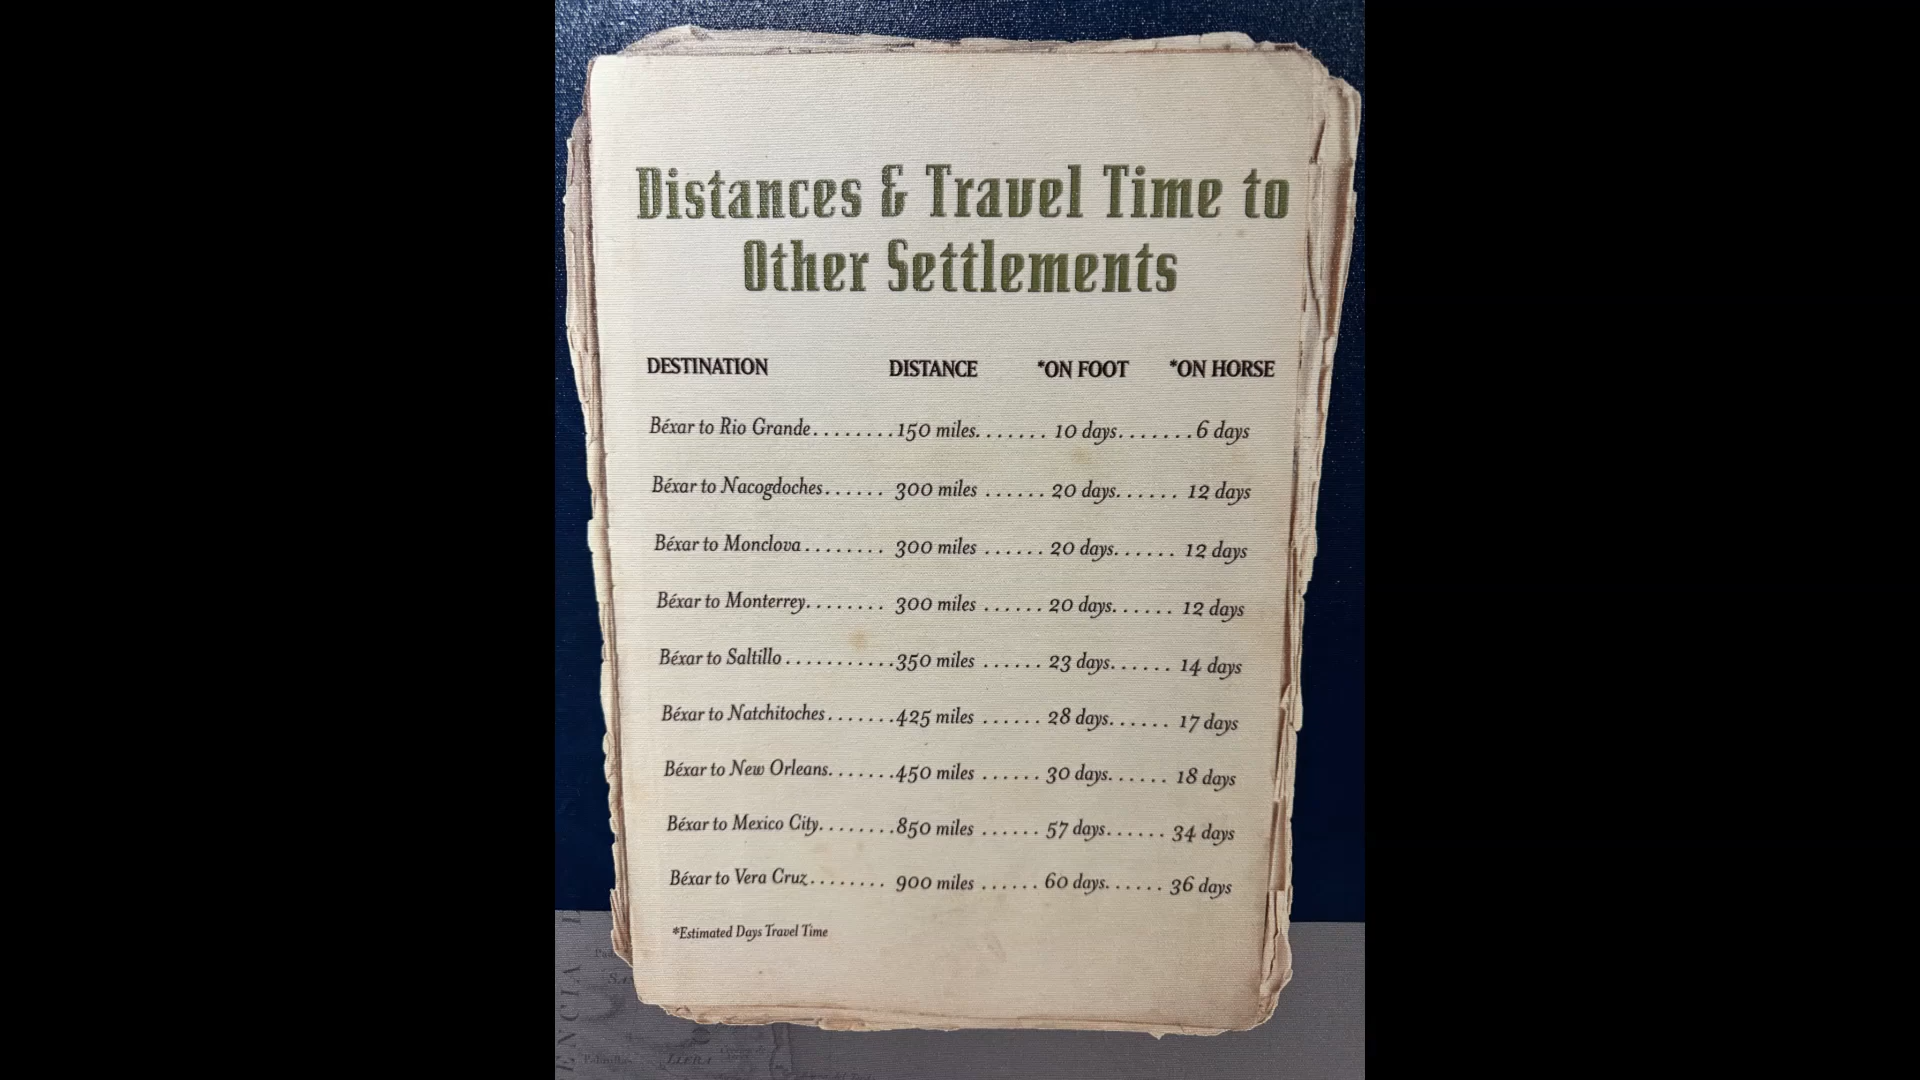 Distances & Travel Time to
Other Settlements
DESTINATION DISTANCE *ON FOOT *ON HORSE
Béxar to Rio Grande........150 miles....... 10 days.......6 days
Béxar to Nacogdoches...... 300 miles ...... 20 days...... 12 days
Béxar to Monclova........ 300 miles ...... 20 days...... 12 days
Béxar to Monterrey........ 300 miles ...... 20 days...... 12 days
Béxar to Saltillo...........350 miles ...... 23 days...... 14 days
Béxar to Natchitoches.......425 miles ...... 28 days...... 17 days
Béxar to New Orleans.......450 miles ...... 30 days...... 18 days
Béxar to Mexico City........850 miles ...... 57 days...... 34 days
Béxar to Vera Cruz........ 900 miles ...... 60 days...... 36 days
*Estimated Days Travel Time